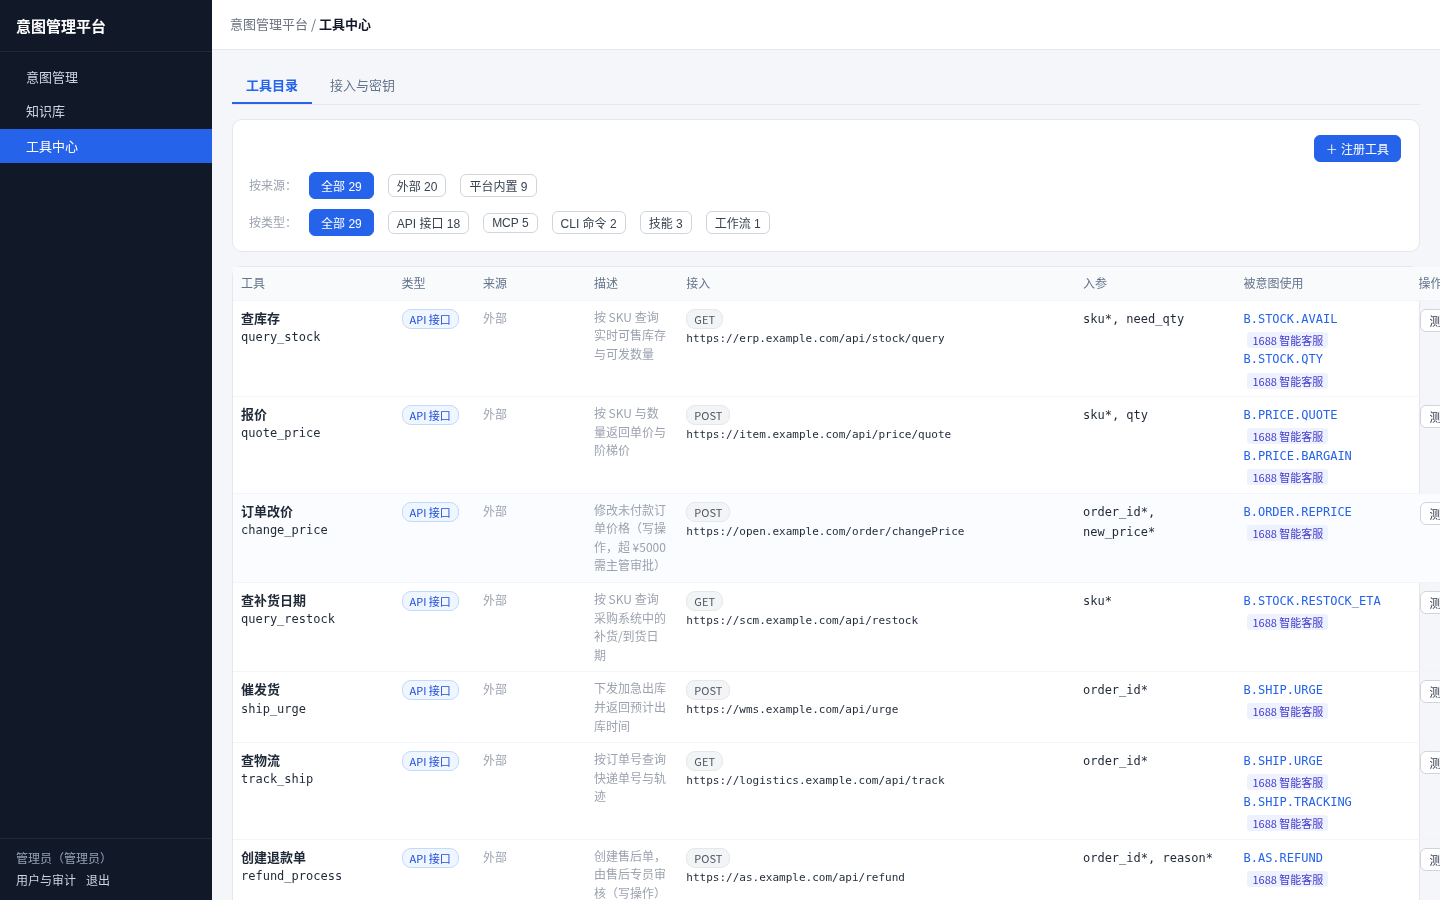 意图管理平台
意图管理
知识库
工具中心
管理员（管理员）
用户与审计 退出
意图管理平台 / 工具中心
工具目录 接入与密钥
＋ 注册工具
按来源： 全部 29 外部 20 平台内置 9
按类型： 全部 29 API 接口 18 MCP 5 CLI 命令 2 技能 3 工作流 1
工具 类型 来源 描述 接入 入参 被意图使用 操作
查库存
query_stock
API 接口
外部
按 SKU 查询
实时可售库存
与可发数量
GET
https://erp.example.com/api/stock/query
sku*, need_qty
B.STOCK.AVAIL
1688 智能客服
B.STOCK.QTY
1688 智能客服
测
报价
quote_price
API 接口
外部
按 SKU 与数
量返回单价与
阶梯价
POST
https://item.example.com/api/price/quote
sku*, qty
B.PRICE.QUOTE
1688 智能客服
B.PRICE.BARGAIN
1688 智能客服
测
订单改价
change_price
API 接口
外部
修改未付款订
单价格（写操
作，超 ¥5000
需主管审批）
POST
https://open.example.com/order/changePrice
order_id*,
new_price*
B.ORDER.REPRICE
1688 智能客服
测
查补货日期
query_restock
API 接口
外部
按 SKU 查询
采购系统中的
补货/到货日
期
GET
https://scm.example.com/api/restock
sku*
B.STOCK.RESTOCK_ETA
1688 智能客服
测
催发货
ship_urge
API 接口
外部
下发加急出库
并返回预计出
库时间
POST
https://wms.example.com/api/urge
order_id*
B.SHIP.URGE
1688 智能客服
测
查物流
track_ship
API 接口
外部
按订单号查询
快递单号与轨
迹
GET
https://logistics.example.com/api/track
order_id*
B.SHIP.URGE
1688 智能客服
B.SHIP.TRACKING
1688 智能客服
测
创建退款单
refund_process
API 接口
外部
创建售后单，
由售后专员审
核（写操作）
POST
https://as.example.com/api/refund
order_id*, reason*
B.AS.REFUND
1688 智能客服
测